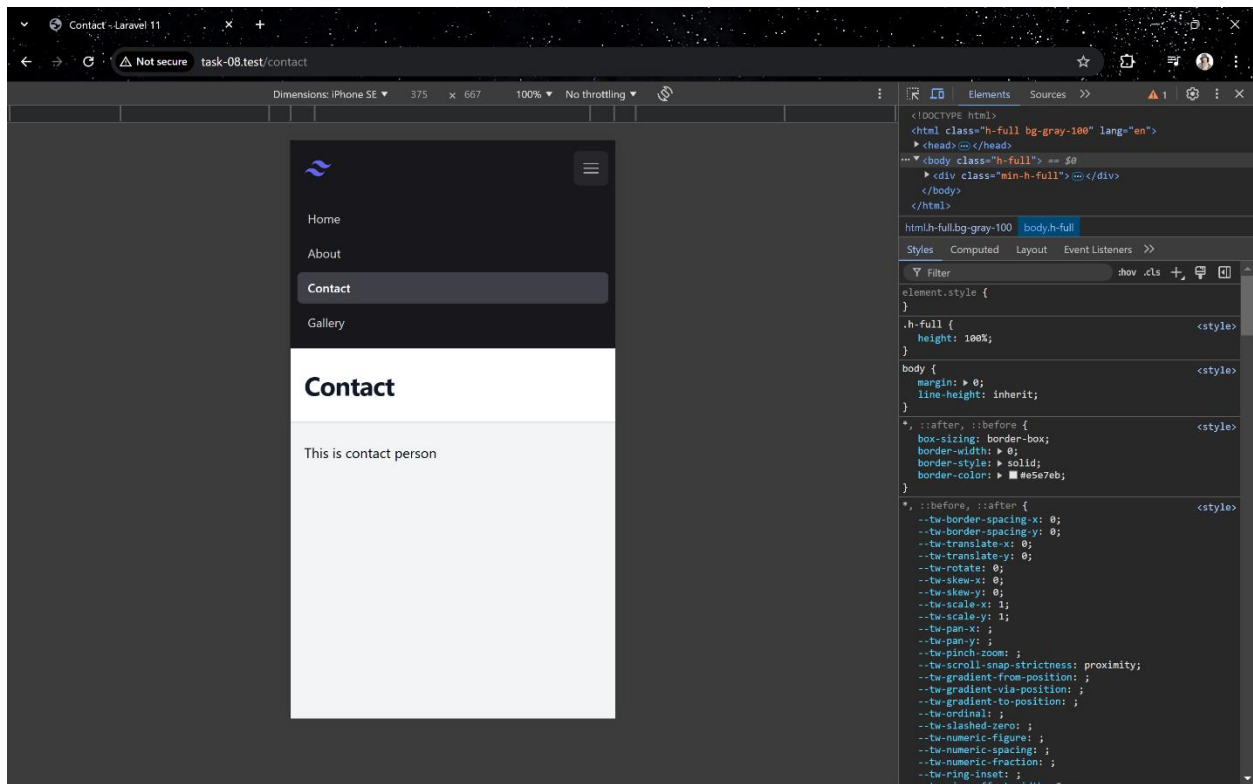 Contact - Laravel 11
Not secure task-08.test/contact
Dimensions: iPhone SE ▼ 375 × 667 100% ▼ No throttling ▼
Home
About
Contact
Gallery
Contact
This is contact person
Elements Sources >> 1
<!DOCTYPE html>
<html class="h-full bg-gray-100" lang="en">
<head>…</head>
<body class="h-full"> == $0
<div class="min-h-full">…</div>
</body>
</html>
html.h-full.bg-gray-100 body.h-full
Styles Computed Layout Event Listeners >>
Filter :hov .cls
element.style {
}
.h-full { <style>
height: 100%;
}
body { <style>
margin: ▶ 0;
line-height: inherit;
}
*, ::after, ::before { <style>
box-sizing: border-box;
border-width: ▶ 0;
border-style: ▶ solid;
border-color: ▶ #e5e7eb;
}
*, ::before, ::after { <style>
--tw-border-spacing-x: 0;
--tw-border-spacing-y: 0;
--tw-translate-x: 0;
--tw-translate-y: 0;
--tw-rotate: 0;
--tw-skew-x: 0;
--tw-skew-y: 0;
--tw-scale-x: 1;
--tw-scale-y: 1;
--tw-pan-x: ;
--tw-pan-y: ;
--tw-pinch-zoom: ;
--tw-scroll-snap-strictness: proximity;
--tw-gradient-from-position: ;
--tw-gradient-via-position: ;
--tw-gradient-to-position: ;
--tw-ordinal: ;
--tw-slashed-zero: ;
--tw-numeric-figure: ;
--tw-numeric-spacing: ;
--tw-numeric-fraction: ;
--tw-ring-inset: ;